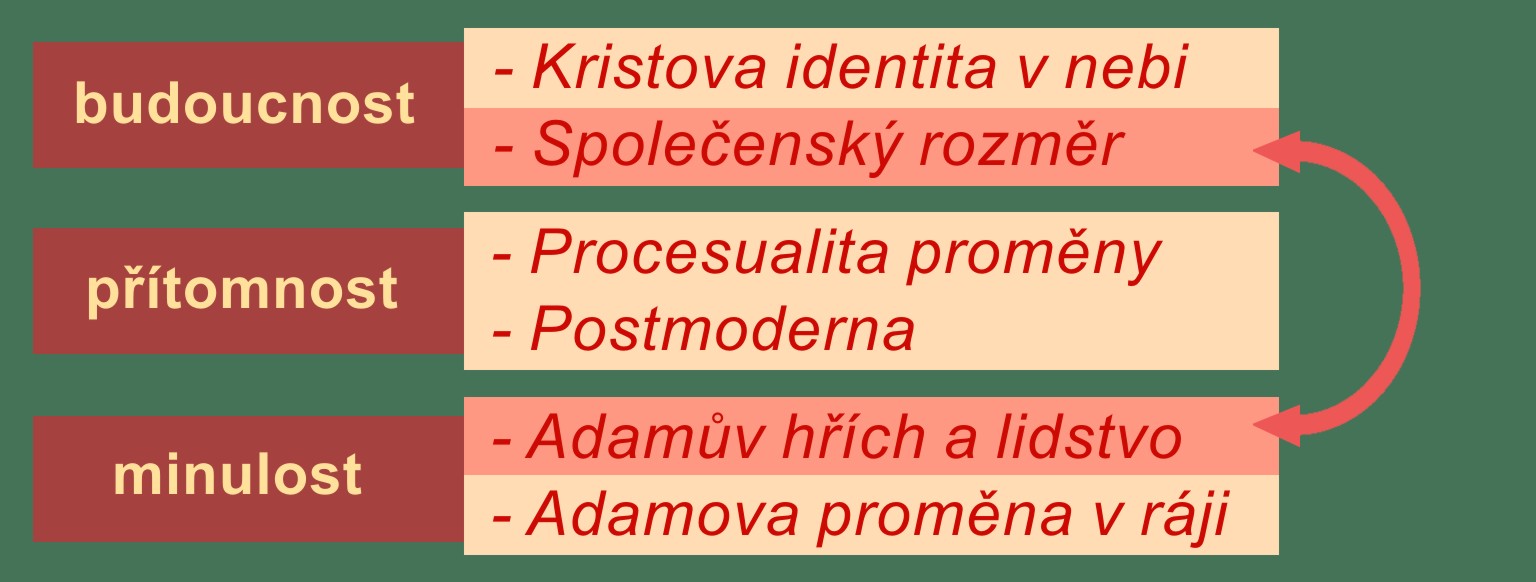 budoucnost
- Kristova identita v nebi
- Společenský rozměr
přítomnost
- Procesualita proměny
- Postmoderna
minulost
- Adamův hřích a lidstvo
- Adamova proměna v ráji